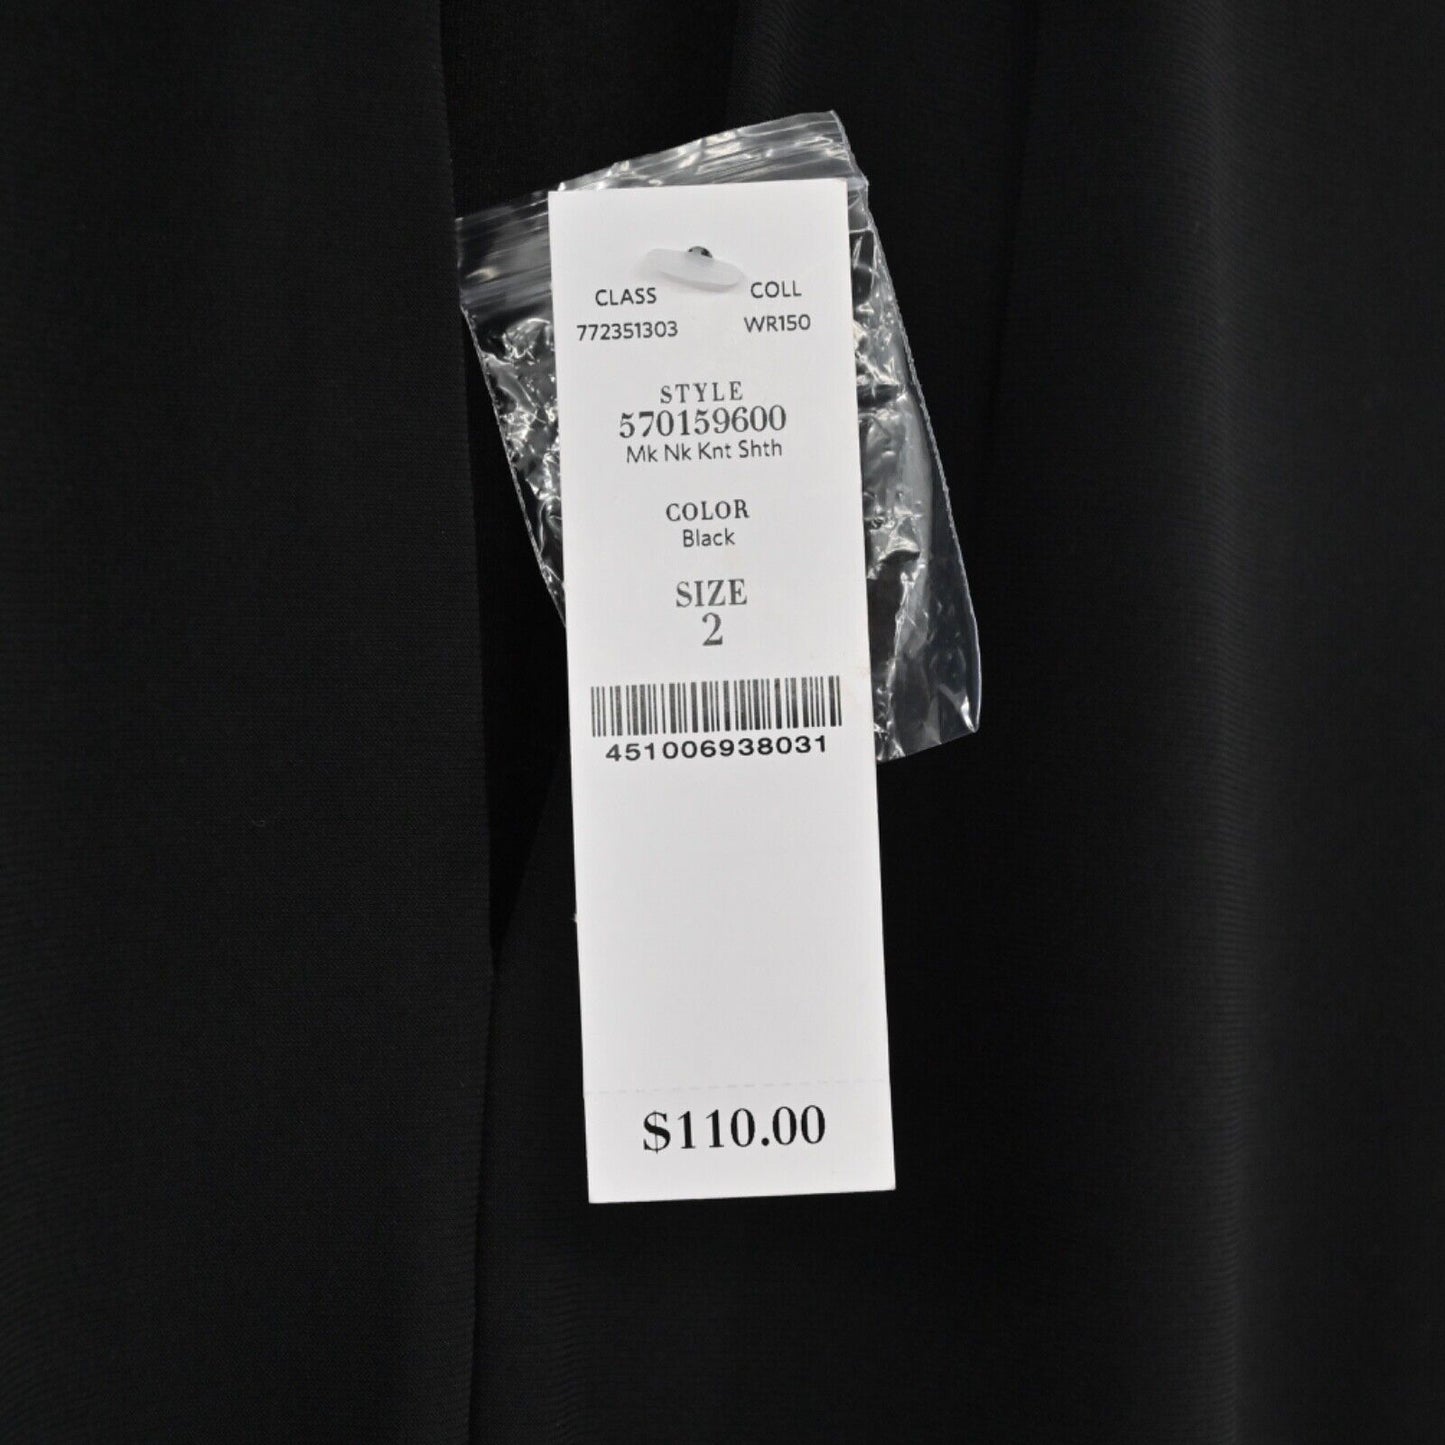 CLASS COLL
772351303 WR150
STYLE
570159600
Mk Nk Knt Shth
COLOR
Black
SIZE
2
451006938031
$110.00